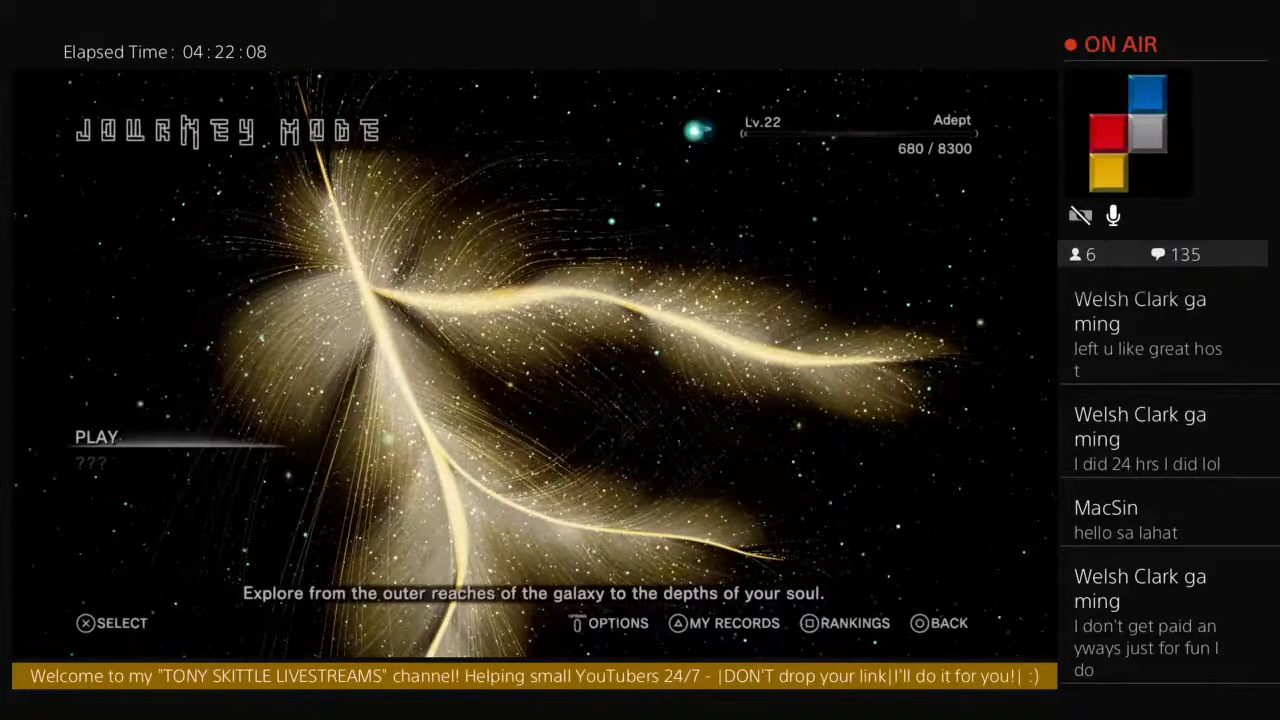 Elapsed Time: 04:22:08
ON AIR
JOURNEY MODE
Lv.22
Adept
680 / 8300
6
135
Welsh Clark ga
ming
left u like great hos
t
Welsh Clark ga
ming
I did 24 hrs I did lol
MacSin
hello sa lahat
Welsh Clark ga
ming
I don't get paid an
yways just for fun I
do
PLAY
???
Explore from the outer reaches of the galaxy to the depths of your soul.
SELECT
OPTIONS OPTIONS
MY RECORDS
RANKINGS
BACK
Welcome to my "TONY SKITTLE LIVESTREAMS" channel! Helping small YouTubers 24/7 - |DON'T drop your link|I'll do it for you!| :)